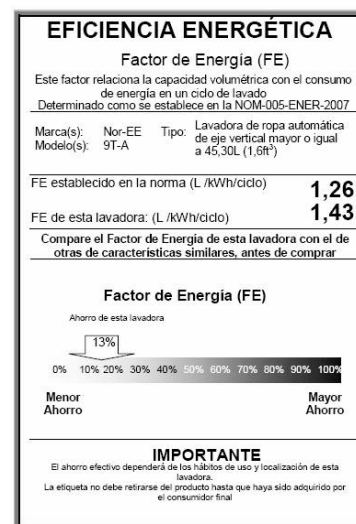 EFICIENCIA ENERGÉTICA
Factor de Energía (FE)
Este factor relaciona la capacidad volumétrica con el consumo
de energía en un ciclo de lavado
Determinado como se establece en la NOM-005-ENER-2007
Marca(s): Nor-EE Tipo: Lavadora de ropa automática
Modelo(s): 9T-A de eje vertical mayor o igual
a 45,30L (1,6ft³)
FE establecido en la norma (L /kWh/ciclo) 1,26
FE de esta lavadora: (L /kWh/ciclo) 1,43
Compare el Factor de Energía de esta lavadora con el de
otras de características similares, antes de comprar
Factor de Energía (FE)
Ahorro de esta lavadora
13%
0% 10% 20% 30% 40% 50% 60% 70% 80% 90% 100%
Menor Mayor
Ahorro Ahorro
IMPORTANTE
El ahorro efectivo dependerá de los hábitos de uso y localización de esta
lavadora.
La etiqueta no debe retirarse del producto hasta que haya sido adquirido por
el consumidor final